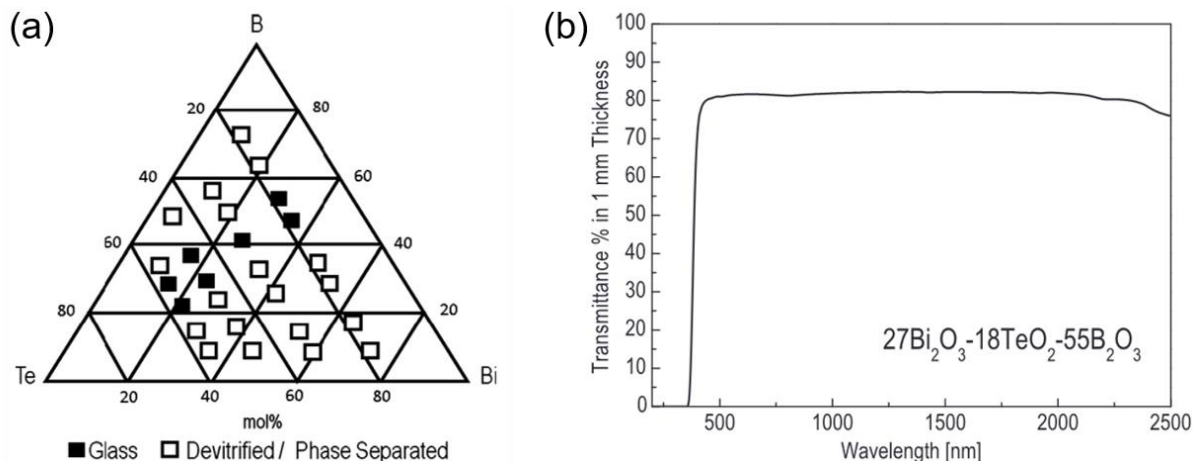 (a)
B
20
80
40
60
60
40
80
20
Te
Bi
20
40
60
80
mol%
■ Glass □ Devitrified / Phase Separated
(b)
Transmittance % in 1 mm Thickness
100
90
80
70
60
50
40
30
20
10
0
27Bi₂O₃-18TeO₂-55B₂O₃
500
1000
1500
2000
2500
Wavelength [nm]